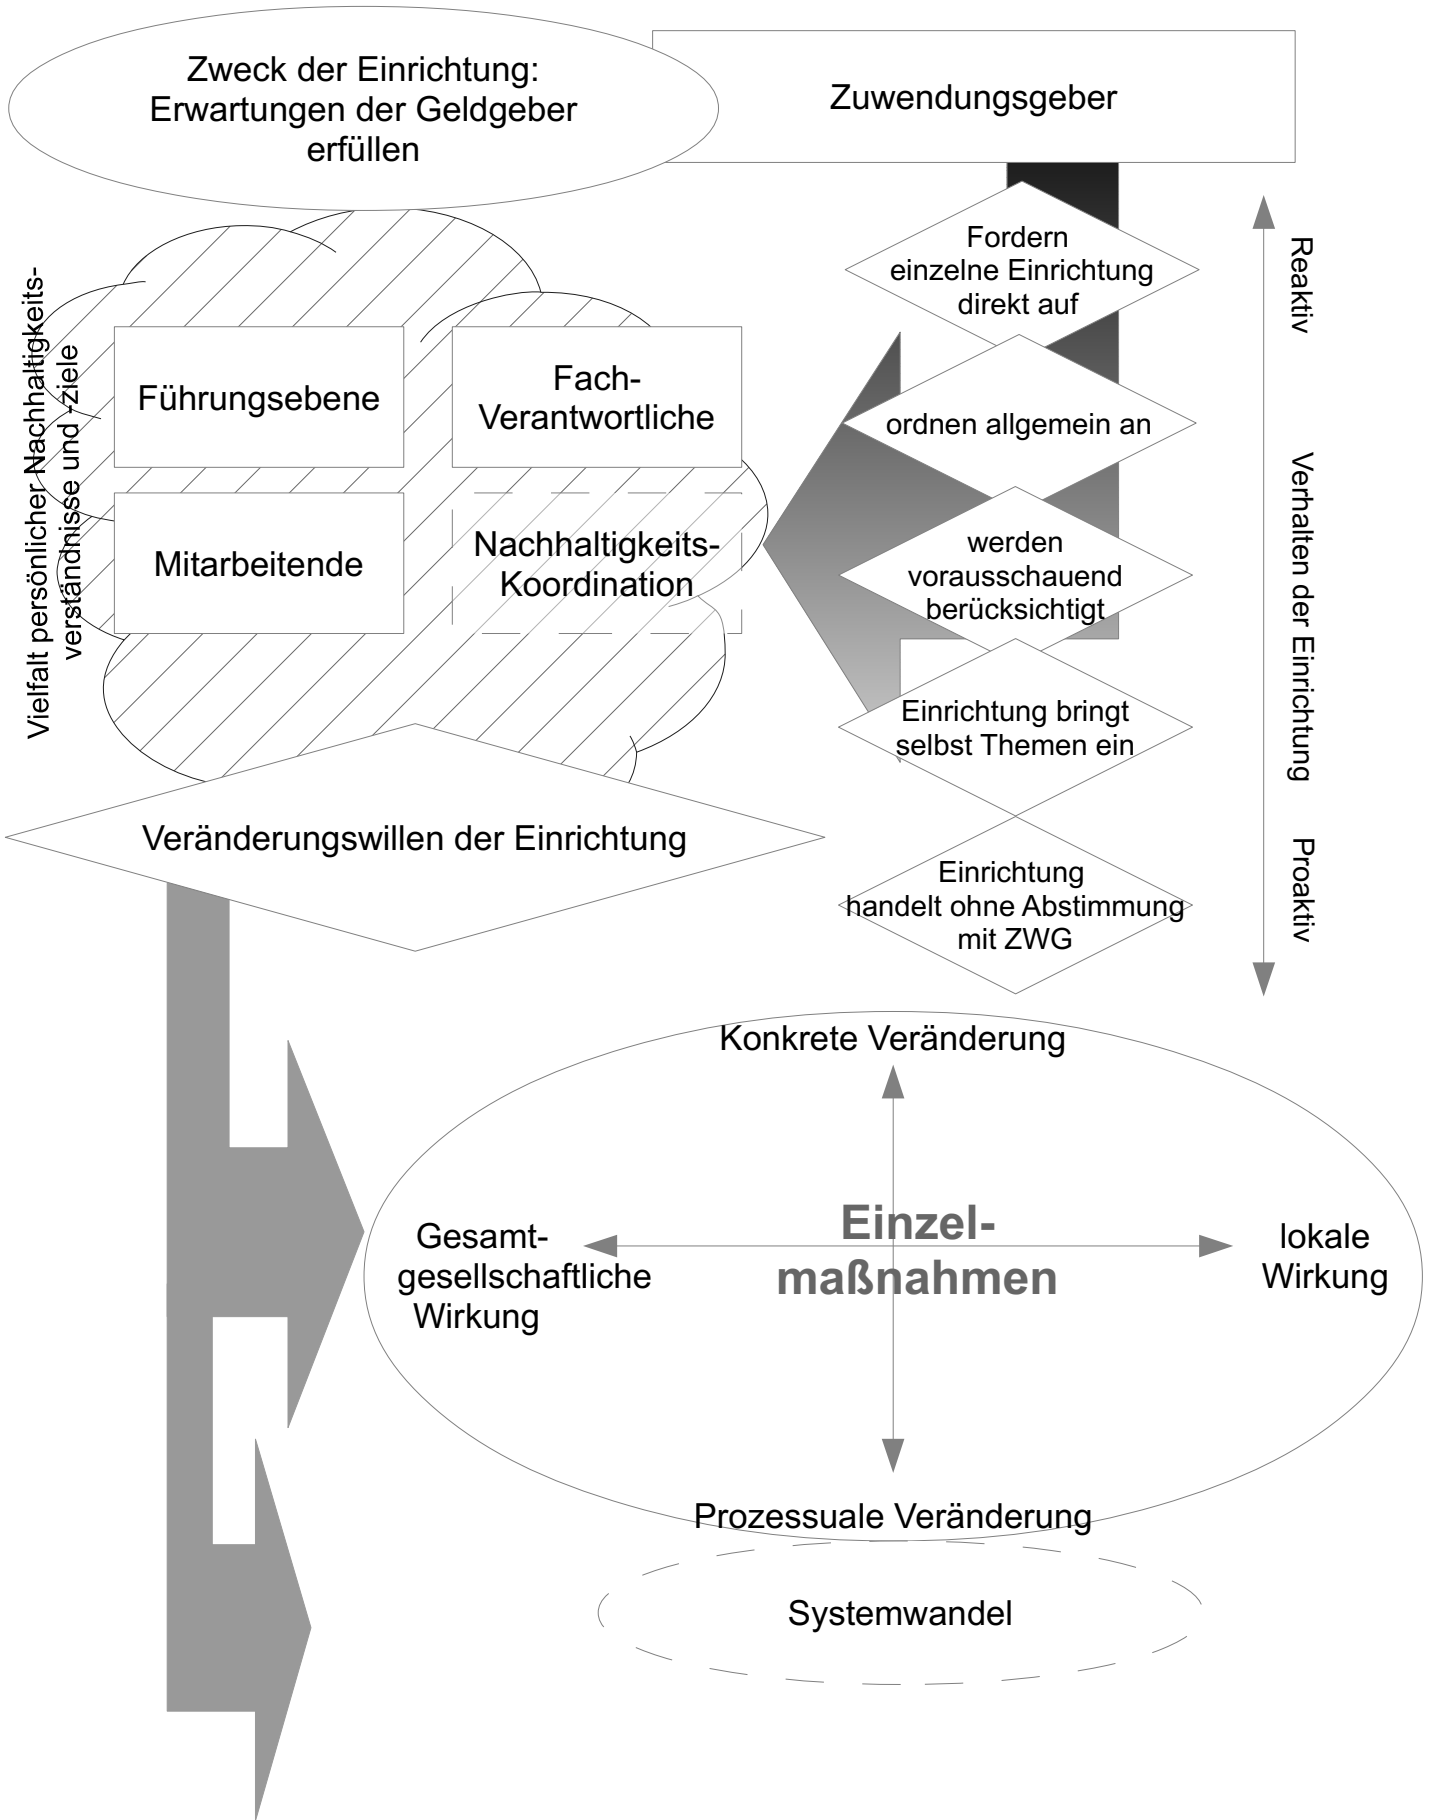 Zweck der Einrichtung:
Erwartungen der Geldgeber
erfüllen
Zuwendungsgeber
Fordern
einzelne Einrichtung
direkt auf
ordnen allgemein an
werden
vorausschauend
berücksichtigt
Einrichtung bringt
selbst Themen ein
Einrichtung
handelt ohne Abstimmung
mit ZWG
Reaktiv
Verhalten der Einrichtung
Proaktiv
Vielfalt persönlicher Nachhaltigkeits-
verständnisse und -ziele
Führungsebene
Fach-
Verantwortliche
Mitarbeitende
Nachhaltigkeits-
Koordination
Veränderungswillen der Einrichtung
Konkrete Veränderung
Gesamt-
gesellschaftliche
Wirkung
Einzel-
maßnahmen
lokale
Wirkung
Prozessuale Veränderung
Systemwandel